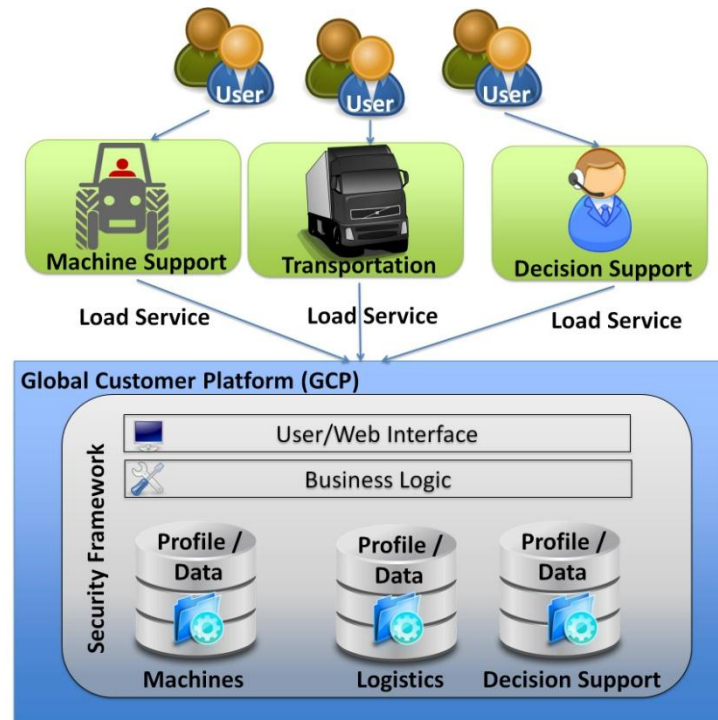 User
User
User
Machine Support
Transportation
Decision Support
Load Service
Load Service
Load Service
Global Customer Platform (GCP)
Security Framework
User/Web Interface
Business Logic
Profile /
Data
Profile /
Data
Profile /
Data
Machines
Logistics
Decision Support